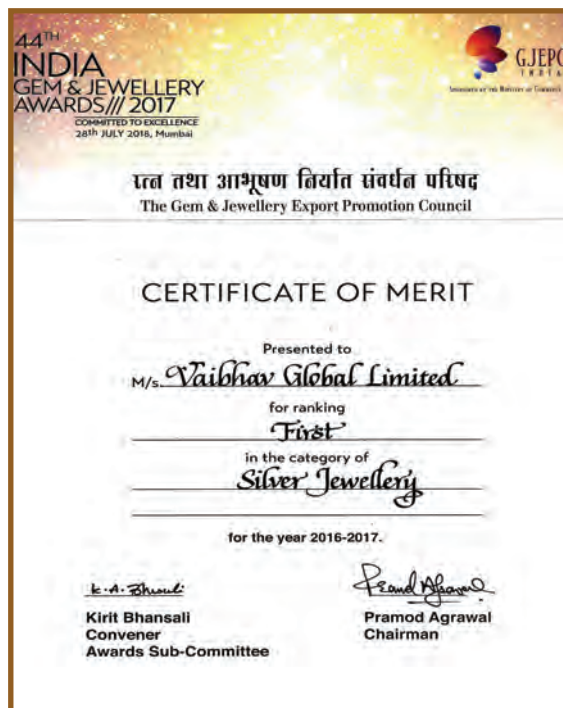 44TH
INDIA
GEM & JEWELLERY
AWARDS/// 2017
COMMITTED TO EXCELLENCE
28th JULY 2018, Mumbai
GJEPC
INDIA
रत्न तथा आभूषण निर्यात संवर्धन परिषद
The Gem & Jewellery Export Promotion Council
CERTIFICATE OF MERIT
Presented to
M/s. Vaibhav Global Limited
for ranking
First
in the category of
Silver Jewellery
for the year 2016-2017.
Kirit Bhansali
Convener
Awards Sub-Committee
Pramod Agrawal
Chairman